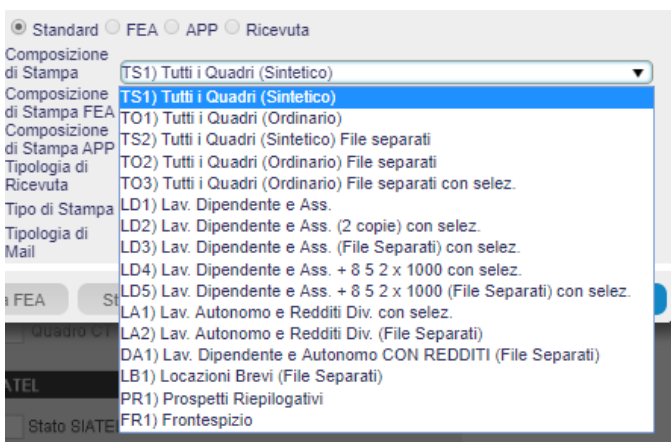 Standard FEA APP Ricevuta
Composizione
di Stampa
TS1) Tutti i Quadri (Sintetico)
Composizione
di Stampa FEA
Composizione
di Stampa APP
Tipologia di
Ricevuta
Tipo di Stampa
Tipologia di
Mail
TS1) Tutti i Quadri (Sintetico)
TO1) Tutti i Quadri (Ordinario)
TS2) Tutti i Quadri (Sintetico) File separati
TO2) Tutti i Quadri (Ordinario) File separati
TO3) Tutti i Quadri (Ordinario) File separati con selez.
LD1) Lav. Dipendente e Ass.
LD2) Lav. Dipendente e Ass. (2 copie) con selez.
LD3) Lav. Dipendente e Ass. (File Separati) con selez.
LD4) Lav. Dipendente e Ass. + 8 5 2 x 1000 con selez.
LD5) Lav. Dipendente e Ass. + 8 5 2 x 1000 (File Separati) con selez.
LA1) Lav. Autonomo e Redditi Div. con selez.
LA2) Lav. Autonomo e Redditi Div. (File Separati)
DA1) Lav. Dipendente e Autonomo CON REDDITI (File Separati)
LB1) Locazioni Brevi (File Separati)
PR1) Prospetti Riepilogativi
FR1) Frontespizio
a FEA
St
Quadro CT
ATEL
Stato SIATE